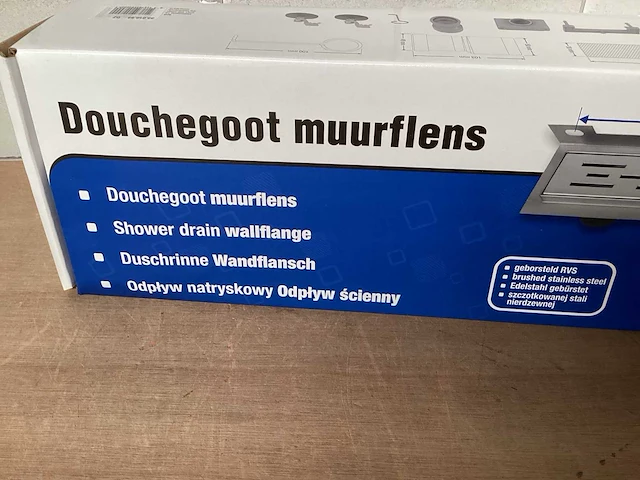 Douchegoot muurflens
Douchegoot muurflens
Shower drain wallflange
Duschrinne Wandflansch
Odpływ natryskowy Odpływ ścienny
geborsteld RVS
brushed stainless steel
Edelstahl gebürstet
szczotkowanej stali
nierdzewnej